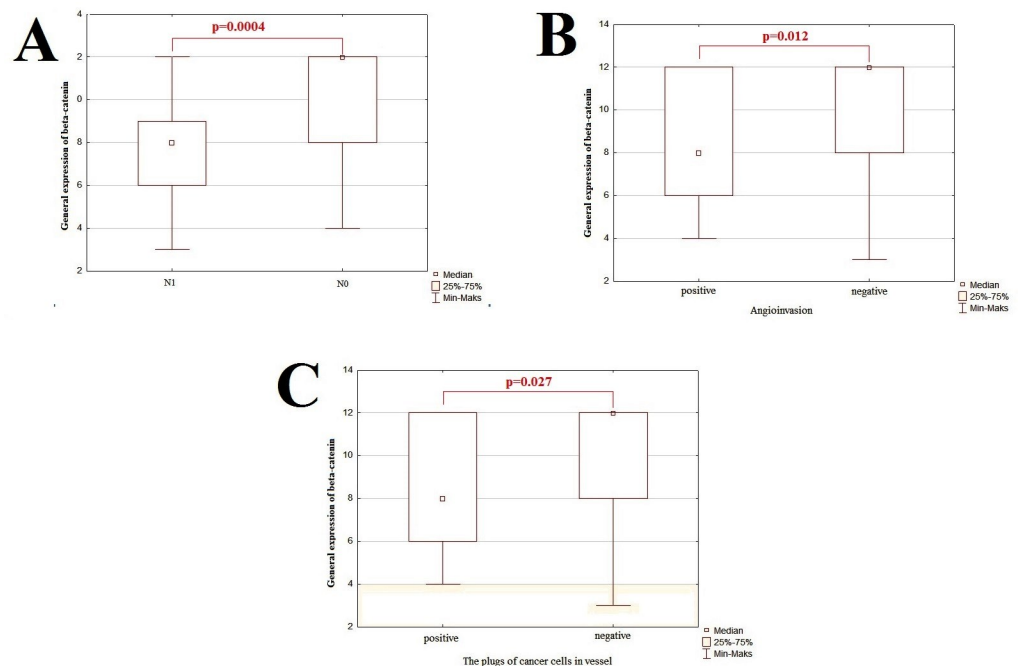 A
p=0.0004
General expression of beta-catenin
2
0
8
6
4
2
N1
N0
Median
25%-75%
Min-Maks
B
p=0.012
General expression of beta-catenin
14
12
10
8
6
4
2
positive
negative
Angioinvasion
Median
25%-75%
Min-Maks
C
p=0.027
General expression of beta-catenin
14
12
10
8
6
4
2
positive
negative
The plugs of cancer cells in vessel
Median
25%-75%
Min-Maks